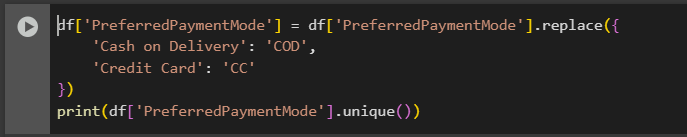 df['PreferredPaymentMode'] = df['PreferredPaymentMode'].replace({
    'Cash on Delivery': 'COD',
    'Credit Card': 'CC'
})
print(df['PreferredPaymentMode'].unique())